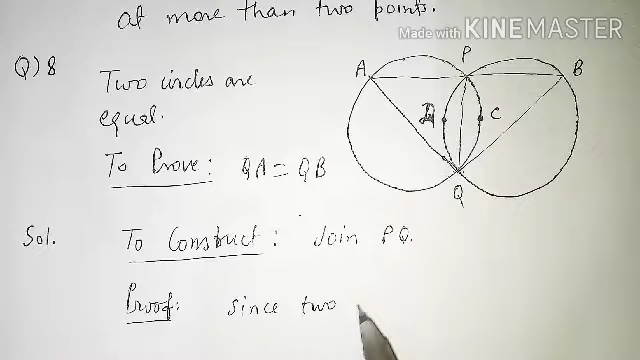 at more than two points.
Made with KINEMASTER
Q) 8 Two circles are
equal.
To Prove: QA = QB
A P B
D C
Q
Sol. To Construct: Join PQ.
Proof: Since two